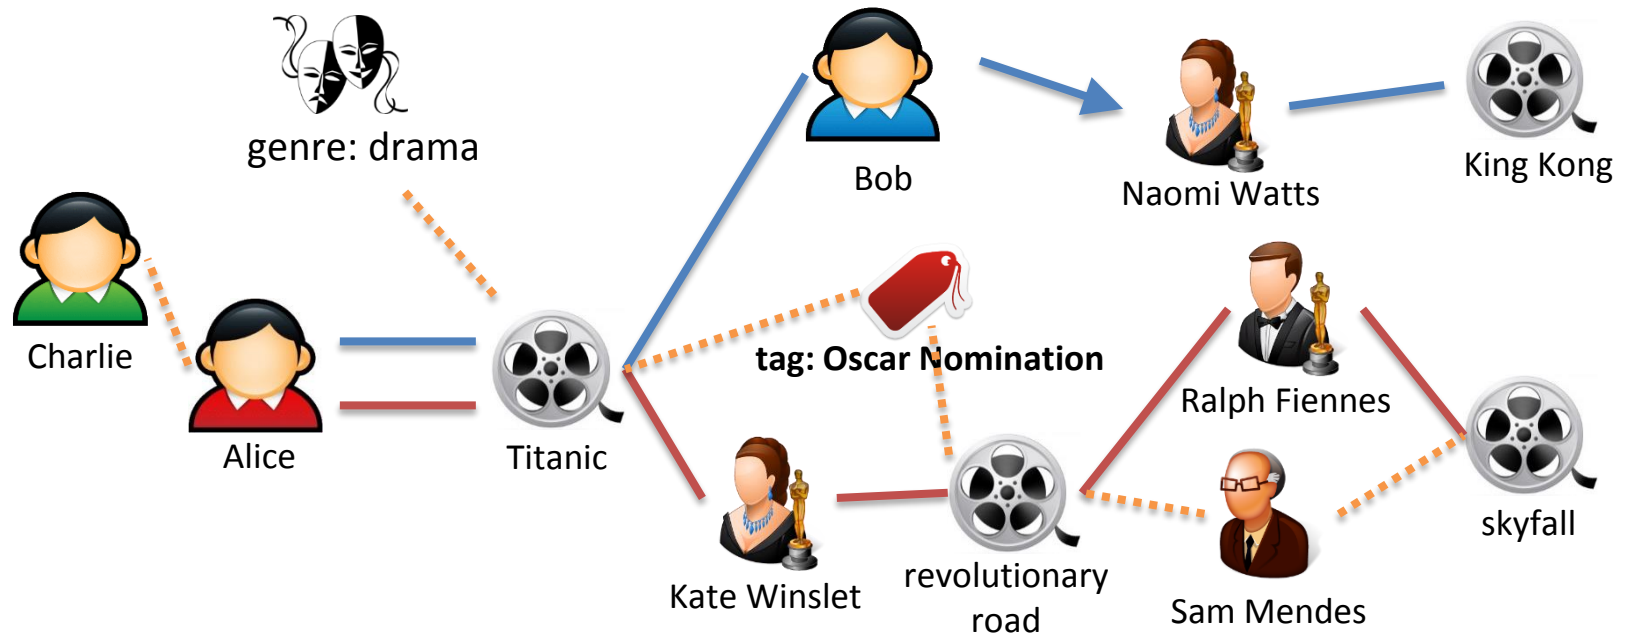 genre: drama
Bob
King Kong
Naomi Watts
Charlie
tag: Oscar Nomination
Ralph Fiennes
Alice
Titanic
skyfall
Kate Winslet
revolutionary
road
Sam Mendes